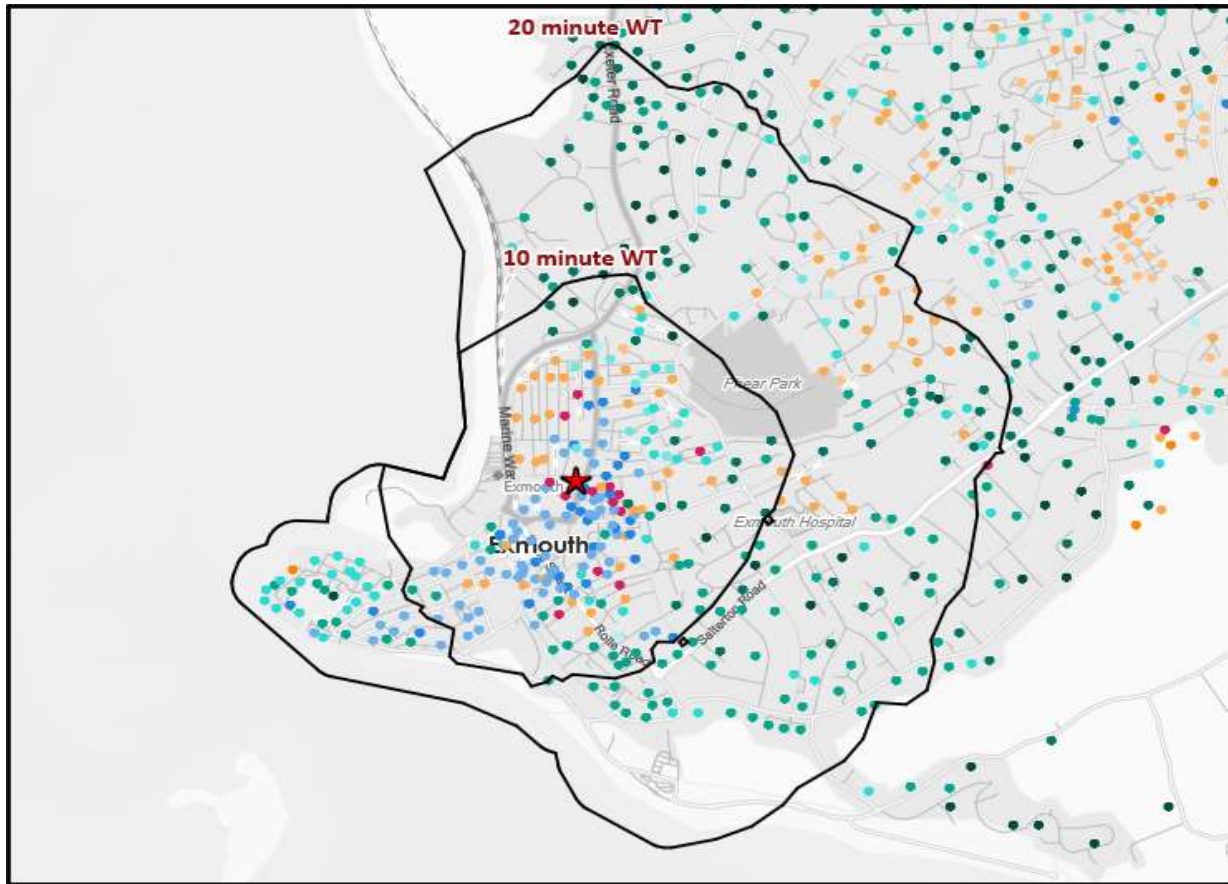 20 minute WT
Exeter Road
10 minute WT
Phear Park
Marine Way
Exmouth
Exmouth Hospital
Exmouth
Salterton Road
Rolle Road